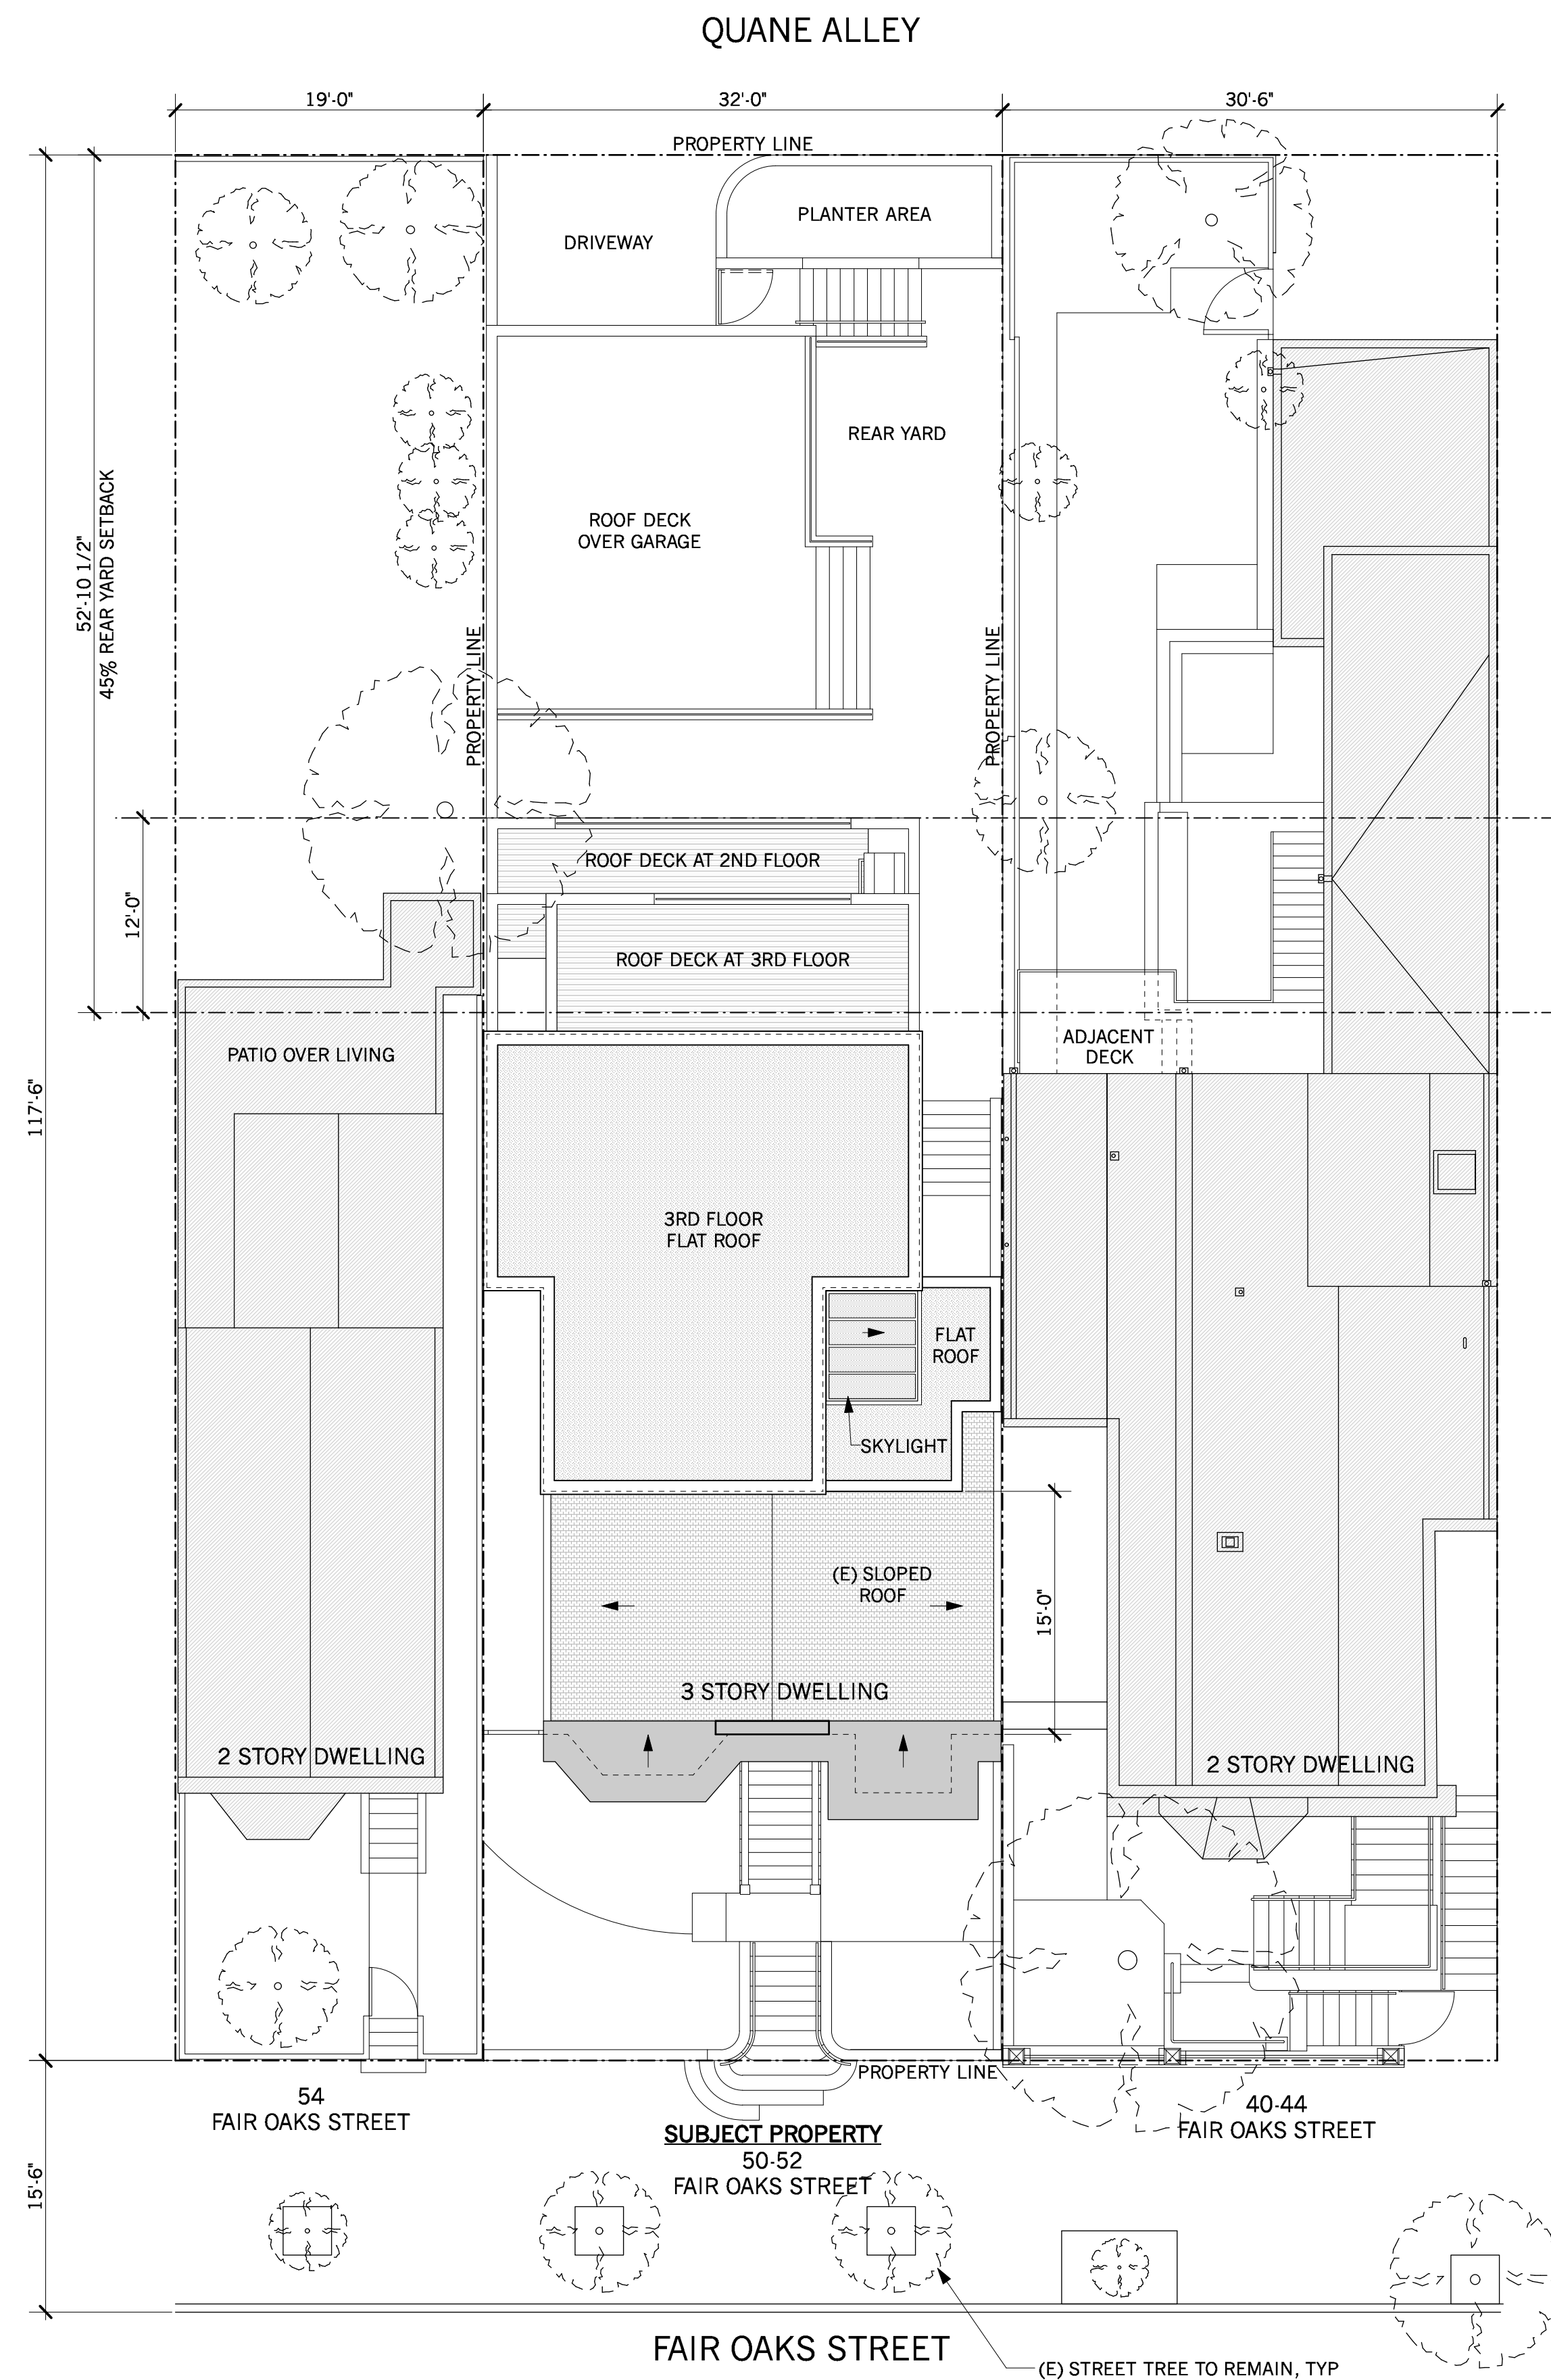 QUANE ALLEY
19'-0"
32'-0"
30'-6"
PROPERTY LINE
PLANTER AREA
DRIVEWAY
REAR YARD
ROOF DECK
OVER GARAGE
52'-10 1/2"
45% REAR YARD SETBACK
PROPERTY LINE
PROPERTY LINE
ROOF DECK AT 2ND FLOOR
12'-0"
ROOF DECK AT 3RD FLOOR
ADJACENT
DECK
PATIO OVER LIVING
117'-6"
3RD FLOOR
FLAT ROOF
FLAT
ROOF
SKYLIGHT
(E) SLOPED
ROOF
15'-0"
3 STORY DWELLING
2 STORY DWELLING
2 STORY DWELLING
PROPERTY LINE
54
FAIR OAKS STREET
SUBJECT PROPERTY
50-52
FAIR OAKS STREET
40-44
FAIR OAKS STREET
15'-6"
FAIR OAKS STREET
(E) STREET TREE TO REMAIN, TYP